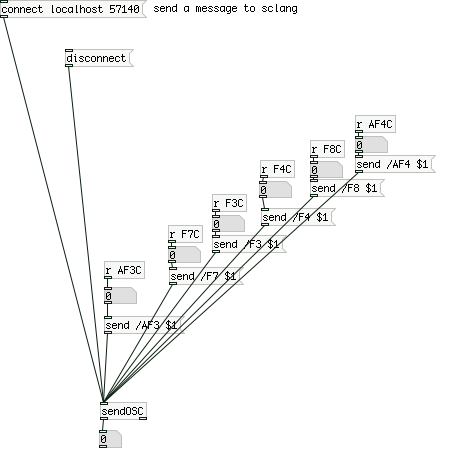 connect localhost 57140 send a message to sclang
disconnect
r AF4C
0
send /AF4 $1
r F8C
0
send /F8 $1
r F4C
0
send /F4 $1
r F3C
0
send /F3 $1
r F7C
0
send /F7 $1
r AF3C
0
send /AF3 $1
sendOSC
0